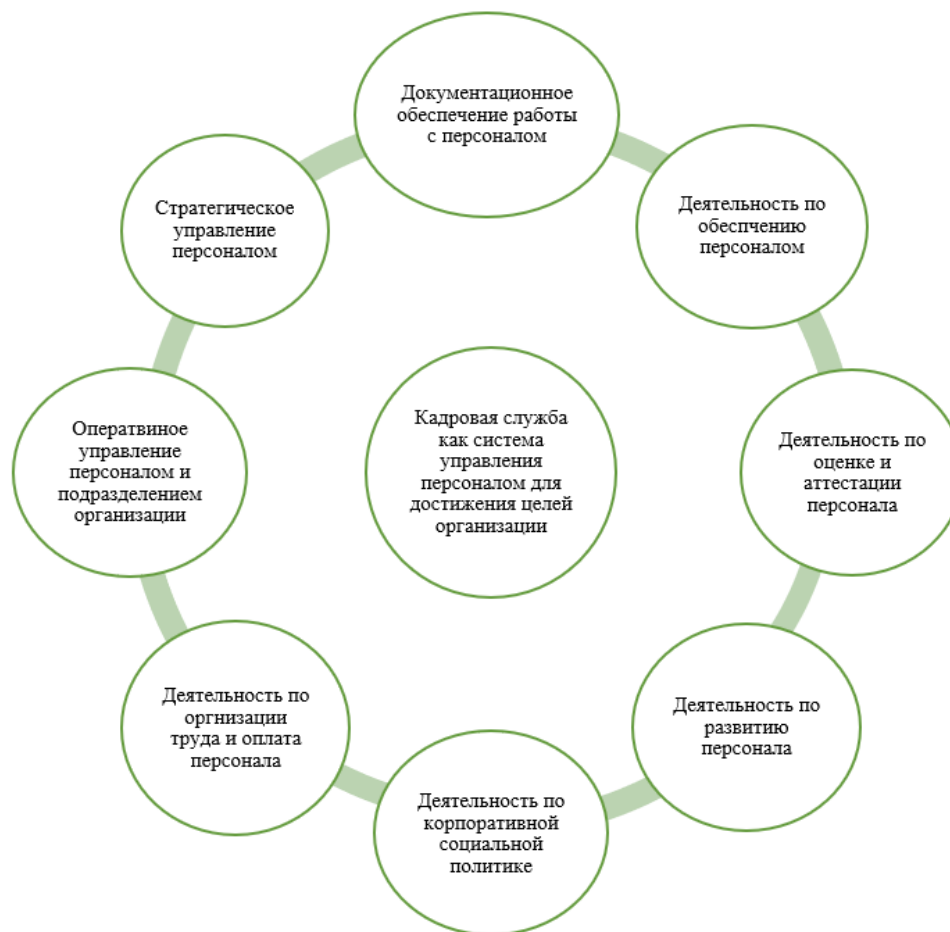 Документационное
обеспечение работы
с персоналом
Деятельность по
обеспчению
персоналом
Деятельность по
оценке и
аттестации
персонала
Деятельность по
развитию
персонала
Деятельность по
корпоративной
социальной
политике
Деятельность по
оргнизации
труда и оплата
персонала
Оператвиное
управление
персоналом и
подразделением
организации
Стратегическое
управление
персоналом
Кадровая служба
как система
управления
персоналом для
достижения целей
организации